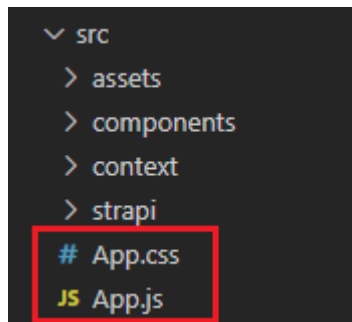 src
assets
components
context
strapi
# App.css
JS App.js